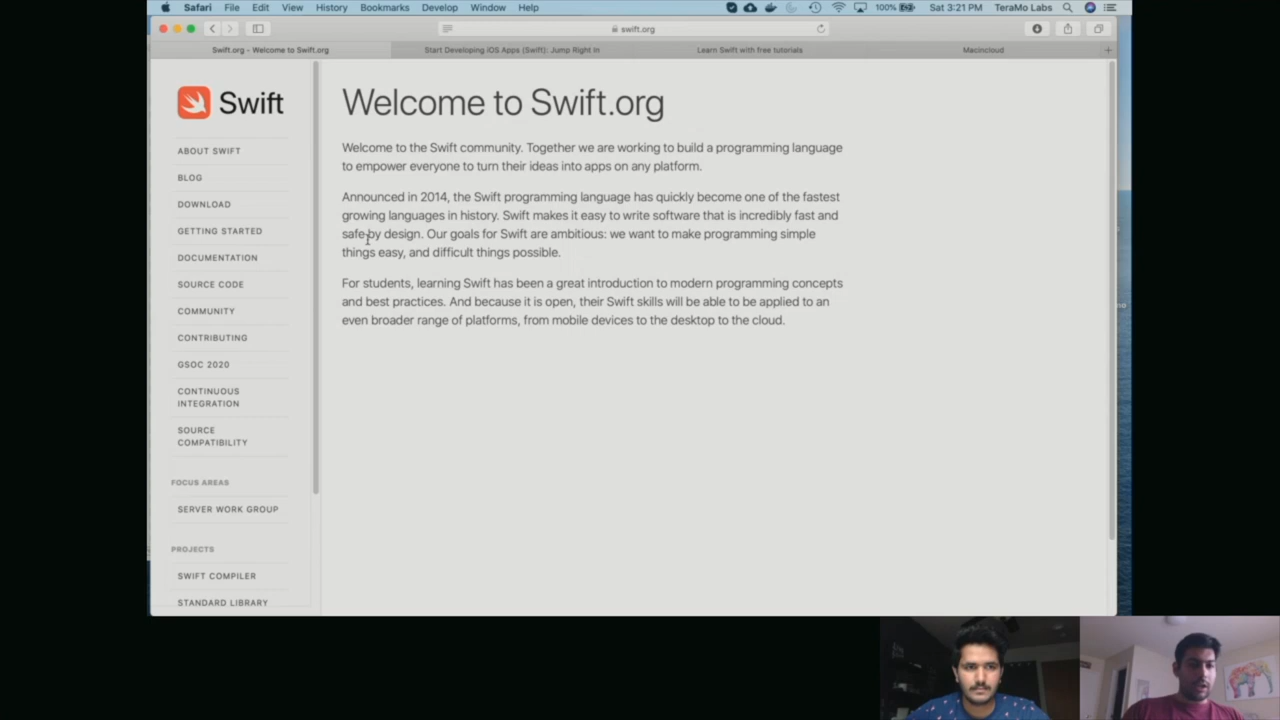 Safari File Edit View History Bookmarks Develop Window Help 100% Sat 3:21 PM TeraMo Labs
swift.org
Swift.org - Welcome to Swift.org Start Developing iOS Apps (Swift): Jump Right In Learn Swift with free tutorials Macincloud
Swift
ABOUT SWIFT
BLOG
DOWNLOAD
GETTING STARTED
DOCUMENTATION
SOURCE CODE
COMMUNITY
CONTRIBUTING
GSOC 2020
CONTINUOUS
INTEGRATION
SOURCE
COMPATIBILITY
FOCUS AREAS
SERVER WORK GROUP
PROJECTS
SWIFT COMPILER
STANDARD LIBRARY
Welcome to Swift.org
Welcome to the Swift community. Together we are working to build a programming language
to empower everyone to turn their ideas into apps on any platform.
Announced in 2014, the Swift programming language has quickly become one of the fastest
growing languages in history. Swift makes it easy to write software that is incredibly fast and
safe by design. Our goals for Swift are ambitious: we want to make programming simple
things easy, and difficult things possible.
For students, learning Swift has been a great introduction to modern programming concepts
and best practices. And because it is open, their Swift skills will be able to be applied to an
even broader range of platforms, from mobile devices to the desktop to the cloud.